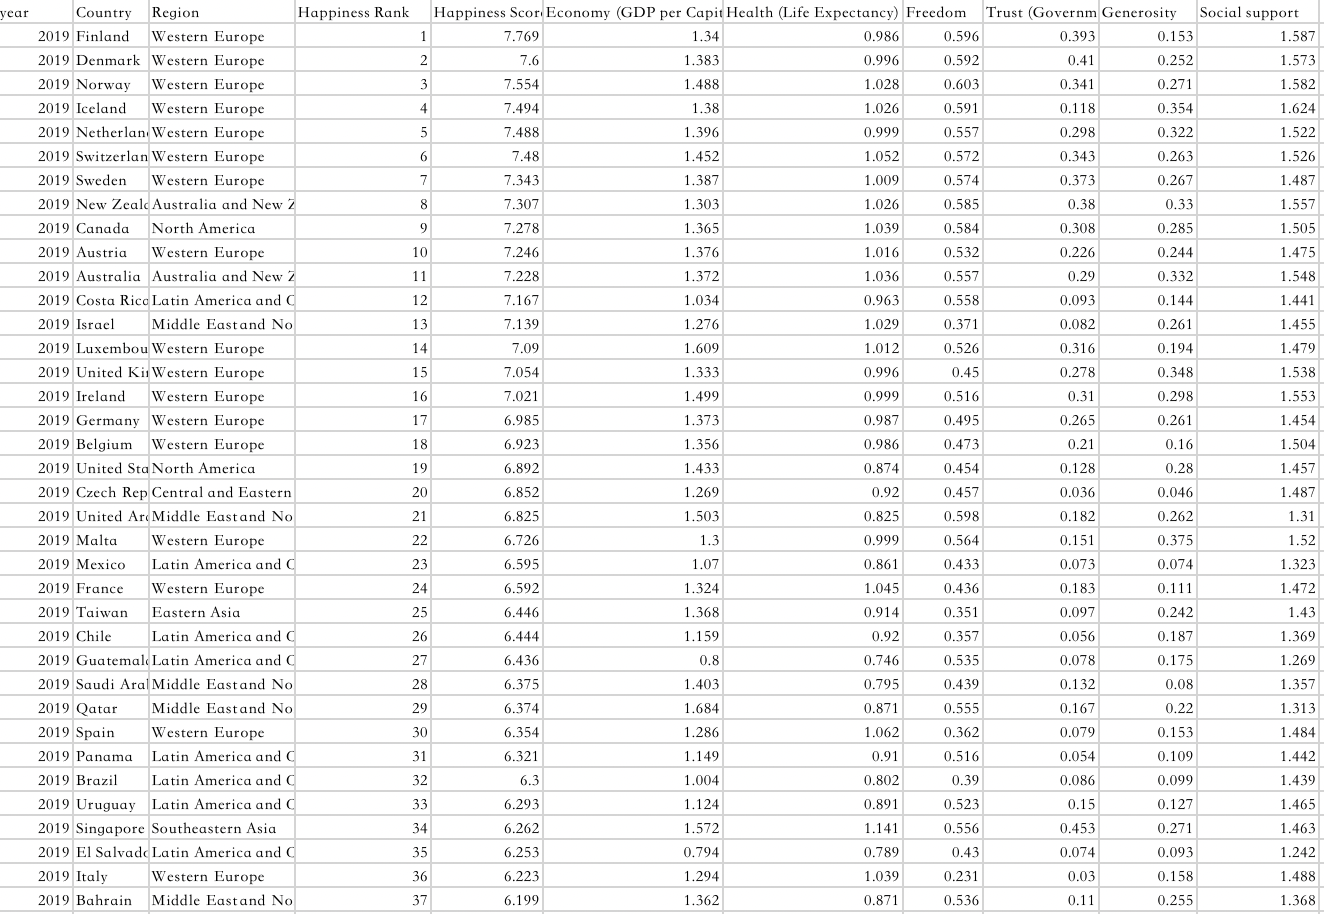 year Country Region Happiness Rank Happiness Scor Economy (GDP per Capit Health (Life Expectancy) Freedom Trust (Governm Generosity Social support
2019 Finland Western Europe 1 7.769 1.34 0.986 0.596 0.393 0.153 1.587
2019 Denmark Western Europe 2 7.6 1.383 0.996 0.592 0.41 0.252 1.573
2019 Norway Western Europe 3 7.554 1.488 1.028 0.603 0.341 0.271 1.582
2019 Iceland Western Europe 4 7.494 1.38 1.026 0.591 0.118 0.354 1.624
2019 Netherlan Western Europe 5 7.488 1.396 0.999 0.557 0.298 0.322 1.522
2019 Switzerlan Western Europe 6 7.48 1.452 1.052 0.572 0.343 0.263 1.526
2019 Sweden Western Europe 7 7.343 1.387 1.009 0.574 0.373 0.267 1.487
2019 New Zeala Australia and New Z 8 7.307 1.303 1.026 0.585 0.38 0.33 1.557
2019 Canada North America 9 7.278 1.365 1.039 0.584 0.308 0.285 1.505
2019 Austria Western Europe 10 7.246 1.376 1.016 0.532 0.226 0.244 1.475
2019 Australia Australia and New Z 11 7.228 1.372 1.036 0.557 0.29 0.332 1.548
2019 Costa Rica Latin America and C 12 7.167 1.034 0.963 0.558 0.093 0.144 1.441
2019 Israel Middle East and No 13 7.139 1.276 1.029 0.371 0.082 0.261 1.455
2019 Luxembou Western Europe 14 7.09 1.609 1.012 0.526 0.316 0.194 1.479
2019 United Kin Western Europe 15 7.054 1.333 0.996 0.45 0.278 0.348 1.538
2019 Ireland Western Europe 16 7.021 1.499 0.999 0.516 0.31 0.298 1.553
2019 Germany Western Europe 17 6.985 1.373 0.987 0.495 0.265 0.261 1.454
2019 Belgium Western Europe 18 6.923 1.356 0.986 0.473 0.21 0.16 1.504
2019 United Sta North America 19 6.892 1.433 0.874 0.454 0.128 0.28 1.457
2019 Czech Rep Central and Eastern 20 6.852 1.269 0.92 0.457 0.036 0.046 1.487
2019 United Ara Middle East and No 21 6.825 1.503 0.825 0.598 0.182 0.262 1.31
2019 Malta Western Europe 22 6.726 1.3 0.999 0.564 0.151 0.375 1.52
2019 Mexico Latin America and C 23 6.595 1.07 0.861 0.433 0.073 0.074 1.323
2019 France Western Europe 24 6.592 1.324 1.045 0.436 0.183 0.111 1.472
2019 Taiwan Eastern Asia 25 6.446 1.368 0.914 0.351 0.097 0.242 1.43
2019 Chile Latin America and C 26 6.444 1.159 0.92 0.357 0.056 0.187 1.369
2019 Guatemala Latin America and C 27 6.436 0.8 0.746 0.535 0.078 0.175 1.269
2019 Saudi Ara Middle East and No 28 6.375 1.403 0.795 0.439 0.132 0.08 1.357
2019 Qatar Middle East and No 29 6.374 1.684 0.871 0.555 0.167 0.22 1.313
2019 Spain Western Europe 30 6.354 1.286 1.062 0.362 0.079 0.153 1.484
2019 Panama Latin America and C 31 6.321 1.149 0.91 0.516 0.054 0.109 1.442
2019 Brazil Latin America and C 32 6.3 1.004 0.802 0.39 0.086 0.099 1.439
2019 Uruguay Latin America and C 33 6.293 1.124 0.891 0.523 0.15 0.127 1.465
2019 Singapore Southeastern Asia 34 6.262 1.572 1.141 0.556 0.453 0.271 1.463
2019 El Salvado Latin America and C 35 6.253 0.794 0.789 0.43 0.074 0.093 1.242
2019 Italy Western Europe 36 6.223 1.294 1.039 0.231 0.03 0.158 1.488
2019 Bahrain Middle East and No 37 6.199 1.362 0.871 0.536 0.11 0.255 1.368